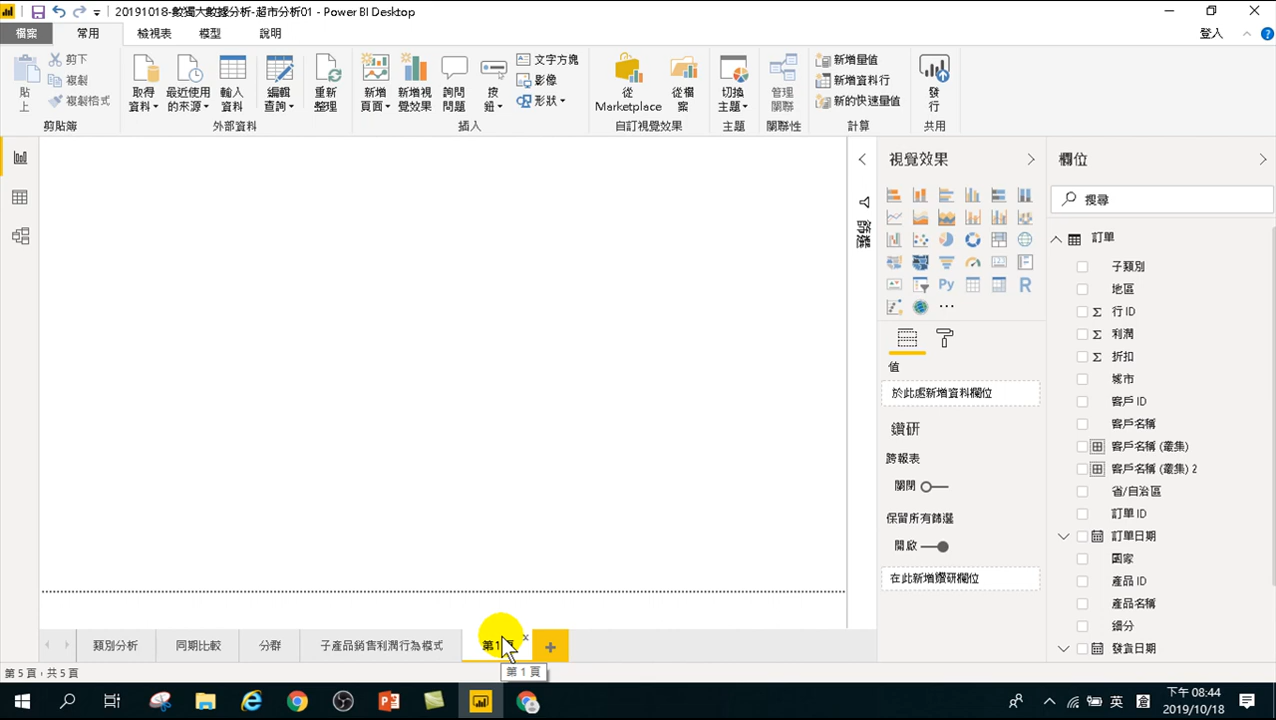 20191018-數獨大數據分析-超市分析01 - Power BI Desktop
檔案 常用 檢視表 模型 說明 登入
貼上 剪下 複製 複製格式 剪貼簿
取得資料 最近使用的來源 輸入資料 編輯查詢 重新整理 外部資料
新增頁面 新增視覺效果 詢問問題 按鈕 文字方塊 影像 形狀 插入
從 Marketplace 從檔案 自訂視覺效果
切換主題 主題
管理關聯 關聯性
新增量值 新增資料行 新的快速量值 計算
發行 共用
篩選
視覺效果
Py
R
值
於此處新增資料欄位
鑽研
跨報表
關閉
保留所有篩選
開啟
在此新增鑽研欄位
欄位
搜尋
訂單
子類別
地區
行 ID
利潤
折扣
城市
客戶 ID
客戶名稱
客戶名稱 (叢集)
客戶名稱 (叢集) 2
省/自治區
訂單 ID
訂單日期
國家
產品 ID
產品名稱
細分
發貨日期
類別分析 同期比較 分群 子產品銷售利潤行為模式 第1頁
第 1 頁
第 5 頁，共 5 頁
英 倉 下午 08:44
2019/10/18